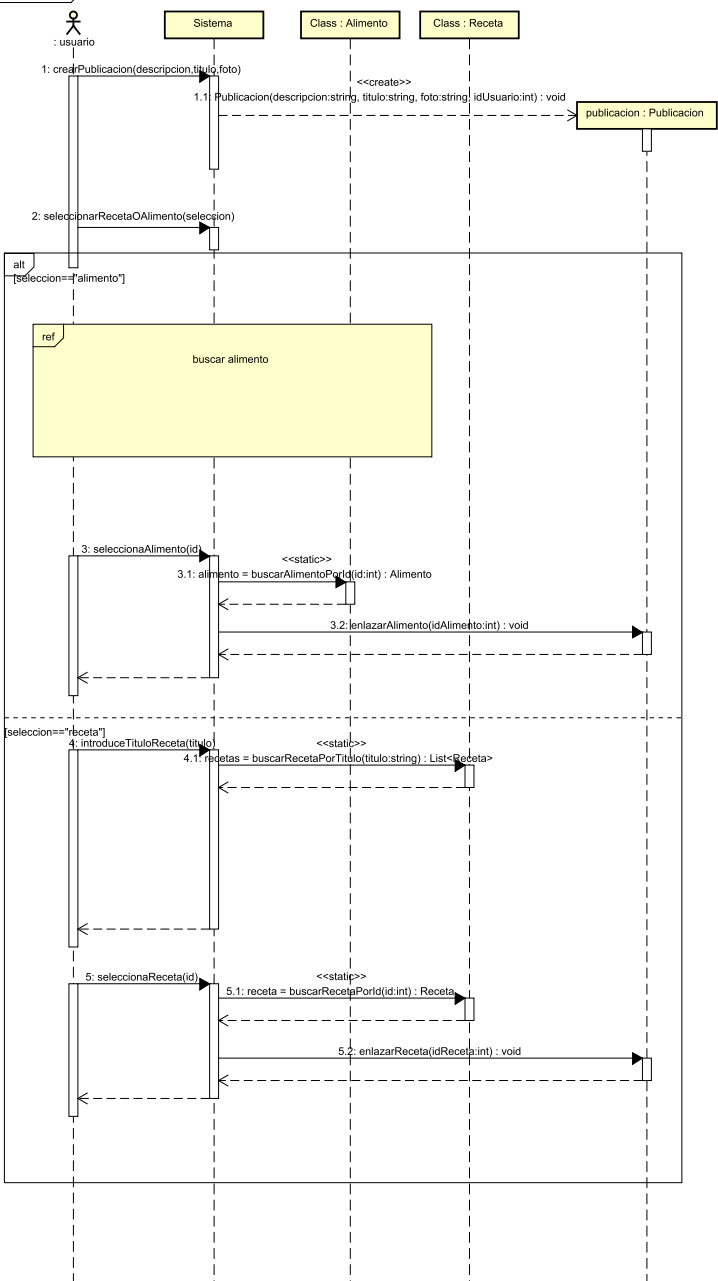 : usuario
Sistema
Class : Alimento
Class : Receta
1: crearPublicacion(descripcion,titulo,foto)
<<create>>
1.1: Publicacion(descripcion:string, titulo:string, foto:string, idUsuario:int) : void
publicacion : Publicacion
2: seleccionarRecetaOAlimento(seleccion)
alt
[seleccion=="alimento"]
ref
buscar alimento
3: seleccionaAlimento(id)
<<static>>
3.1: alimento = buscarAlimentoPorId(id:int) : Alimento
3.2: enlazarAlimento(idAlimento:int) : void
[seleccion=="receta"]
4: introduceTituloReceta(titulo)
<<static>>
4.1: recetas = buscarRecetaPorTitulo(titulo:string) : List<Receta>
5: seleccionaReceta(id)
<<static>>
5.1: receta = buscarRecetaPorId(id:int) : Receta
5.2: enlazarReceta(idReceta:int) : void